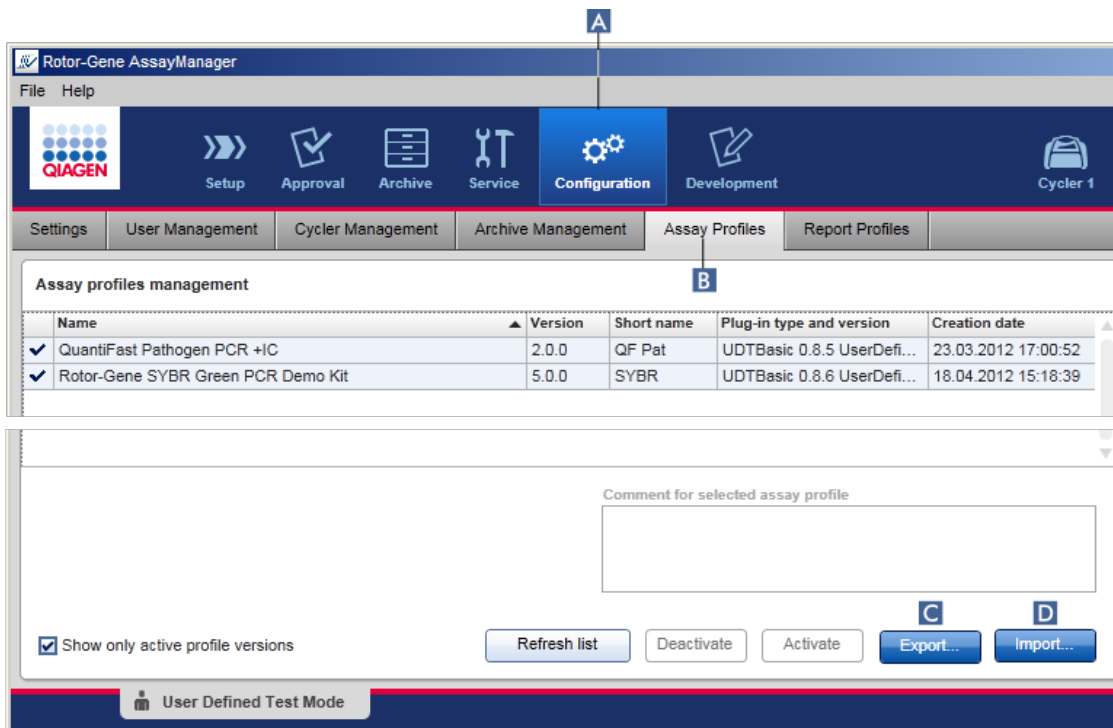 A
Rotor-Gene AssayManager
File Help
QIAGEN
Setup Approval Archive Service Configuration Development Cycler 1
Settings User Management Cycler Management Archive Management Assay Profiles Report Profiles
B
Assay profiles management
Name Version Short name Plug-in type and version Creation date
QuantiFast Pathogen PCR +IC 2.0.0 QF Pat UDTBasic 0.8.5 UserDefi... 23.03.2012 17:00:52
Rotor-Gene SYBR Green PCR Demo Kit 5.0.0 SYBR UDTBasic 0.8.6 UserDefi... 18.04.2012 15:18:39
Comment for selected assay profile
C D
Show only active profile versions Refresh list Deactivate Activate Export... Import...
User Defined Test Mode